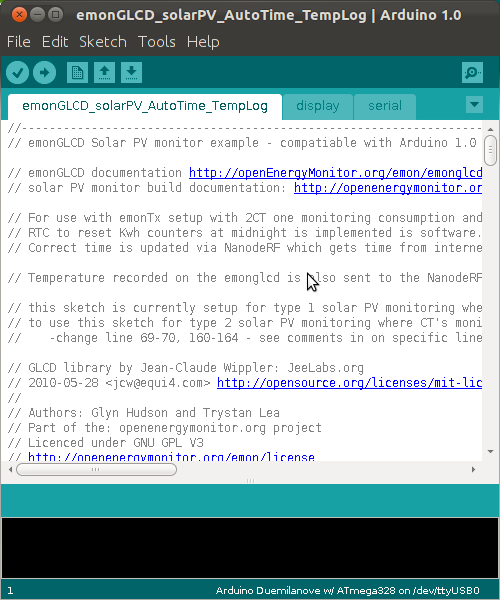 emonGLCD_solarPV_AutoTime_TempLog | Arduino 1.0
File Edit Sketch Tools Help
emonGLCD_solarPV_AutoTime_TempLog display serial
//------------------------------------------------------------------
// emonGLCD Solar PV monitor example - compatiable with Arduino 1.0
// emonGLCD documentation http://openEnergyMonitor.org/emon/emonglcd
// solar PV monitor build documentation: http://openenergymonitor.or
// For use with emonTx setup with 2CT one monitoring consumption and
// RTC to reset Kwh counters at midnight is implemented is software.
// Correct time is updated via NanodeRF which gets time from interne
// Temperature recorded on the emonglcd is also sent to the NanodeRF
// this sketch is currently setup for type 1 solar PV monitoring whe
// to use this sketch for type 2 solar PV monitoring where CT's moni
// -change line 69-70, 160-164 - see comments in on specific line
// GLCD library by Jean-Claude Wippler: JeeLabs.org
// 2010-05-28 <jcw@equi4.com> http://opensource.org/licenses/mit-lic
//
// Authors: Glyn Hudson and Trystan Lea
// Part of the: openenergymonitor.org project
// Licenced under GNU GPL V3
// http://openenergymonitor.org/emon/license
1 Arduino Duemilanove w/ ATmega328 on /dev/ttyUSB0